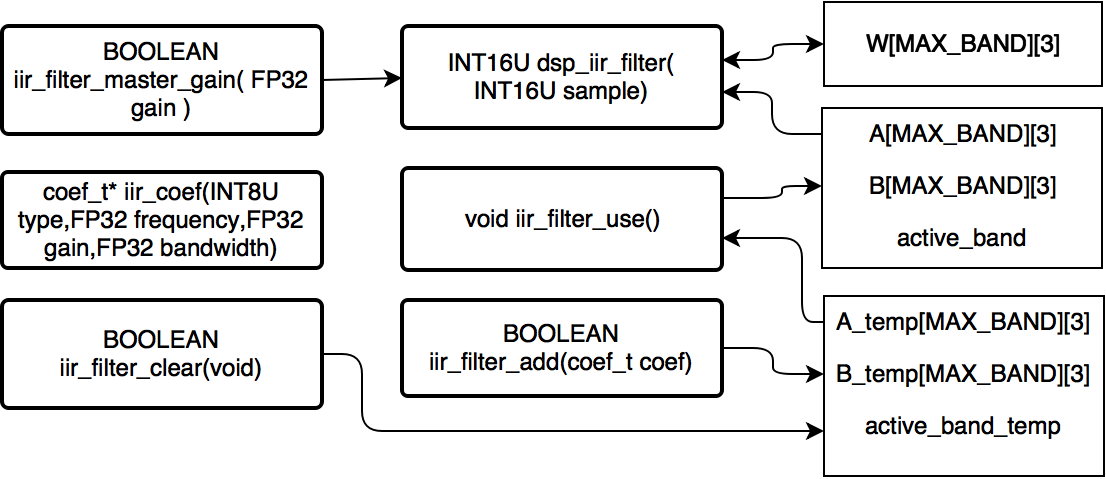 BOOLEAN
iir_filter_master_gain( FP32
gain )
INT16U dsp_iir_filter(
INT16U sample)
W[MAX_BAND][3]
A[MAX_BAND][3]
B[MAX_BAND][3]
active_band
coef_t* iir_coef(INT8U
type,FP32 frequency,FP32
gain,FP32 bandwidth)
void iir_filter_use()
BOOLEAN
iir_filter_clear(void)
BOOLEAN
iir_filter_add(coef_t coef)
A_temp[MAX_BAND][3]
B_temp[MAX_BAND][3]
active_band_temp